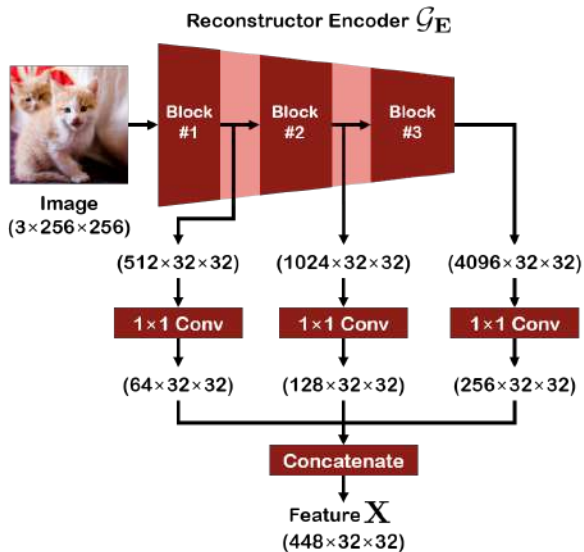 Reconstructor Encoder 𝒢_E
Block
#1
Block
#2
Block
#3
Image
(3×256×256)
(512×32×32)
(1024×32×32)
(4096×32×32)
1×1 Conv
1×1 Conv
1×1 Conv
(64×32×32)
(128×32×32)
(256×32×32)
Concatenate
Feature X
(448×32×32)